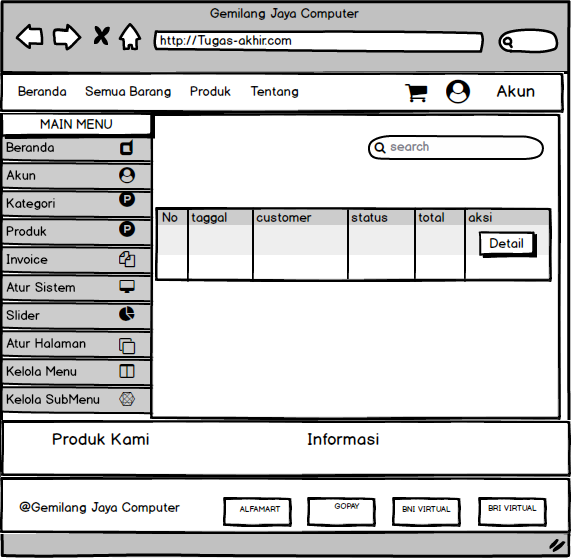 Gemilang Jaya Computer
http://Tugas-akhir.com
Beranda Semua Barang Produk Tentang Akun
MAIN MENU
Beranda
Akun
Kategori
Produk
Invoice
Atur Sistem
Slider
Atur Halaman
Kelola Menu
Kelola SubMenu
search
No taggal customer status total aksi
Detail
Produk Kami Informasi
@Gemilang Jaya Computer ALFAMART GOPAY BNI VIRTUAL BRI VIRTUAL